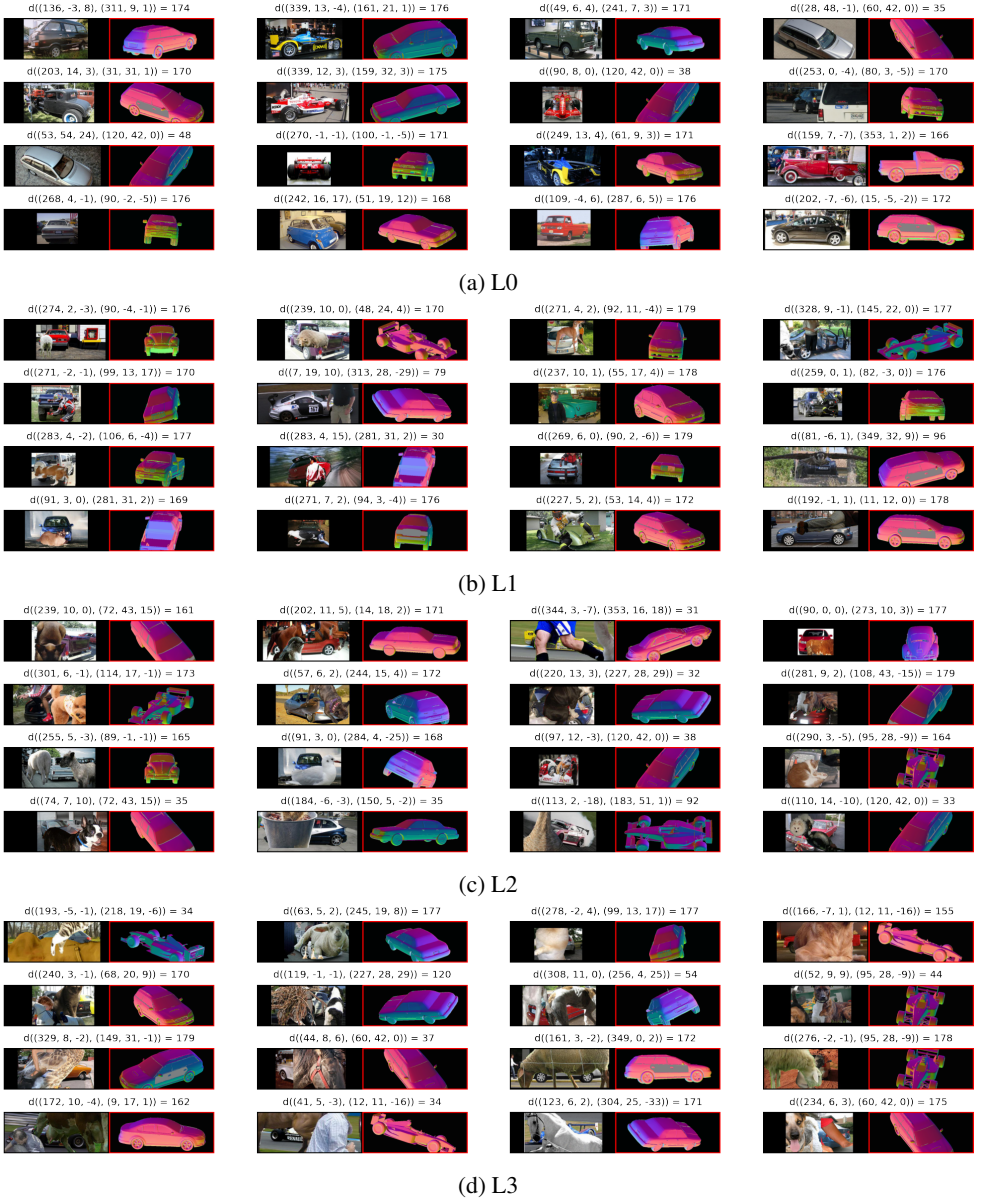 d((136, -3, 8), (311, 9, 1)) = 174
d((339, 13, -4), (161, 21, 1)) = 176
d((49, 6, 4), (241, 7, 3)) = 171
d((28, 48, -1), (60, 42, 0)) = 35
d((203, 14, 3), (31, 31, 1)) = 170
d((339, 12, 3), (159, 32, 3)) = 175
d((90, 8, 0), (120, 42, 0)) = 38
d((253, 0, -4), (80, 3, -5)) = 170
d((53, 54, 24), (120, 42, 0)) = 48
d((270, -1, -1), (100, -1, -5)) = 171
d((249, 13, 4), (61, 9, 3)) = 171
d((159, 7, -7), (353, 1, 2)) = 166
d((268, 4, -1), (90, -2, -5)) = 176
d((242, 16, 17), (51, 19, 12)) = 168
d((109, -4, 6), (287, 6, 5)) = 176
d((202, -7, -6), (15, -5, -2)) = 172
(a) L0
d((274, 2, -3), (90, -4, -1)) = 176
d((239, 10, 0), (48, 24, 4)) = 170
d((271, 4, 2), (92, 11, -4)) = 179
d((328, 9, -1), (145, 22, 0)) = 177
d((271, -2, -1), (99, 13, 17)) = 170
d((7, 19, 10), (313, 28, -29)) = 79
d((237, 10, 1), (55, 17, 4)) = 178
d((259, 0, 1), (82, -3, 0)) = 176
d((283, 4, -2), (106, 6, -4)) = 177
d((283, 4, 15), (281, 31, 2)) = 30
d((269, 6, 0), (90, 2, -6)) = 179
d((81, -6, 1), (349, 32, 9)) = 96
d((91, 3, 0), (281, 31, 2)) = 169
d((271, 7, 2), (94, 3, -4)) = 176
d((227, 5, 2), (53, 14, 4)) = 172
d((192, -1, 1), (11, 12, 0)) = 178
(b) L1
d((239, 10, 0), (72, 43, 15)) = 161
d((202, 11, 5), (14, 18, 2)) = 171
d((344, 3, -7), (353, 16, 18)) = 31
d((90, 0, 0), (273, 10, 3)) = 177
d((301, 6, -1), (114, 17, -1)) = 173
d((57, 6, 2), (244, 15, 4)) = 172
d((220, 13, 3), (227, 28, 29)) = 32
d((281, 9, 2), (108, 43, -15)) = 179
d((255, 5, -3), (89, -1, -1)) = 165
d((91, 3, 0), (284, 4, -25)) = 168
d((97, 12, -3), (120, 42, 0)) = 38
d((290, 3, -5), (95, 28, -9)) = 164
d((74, 7, 10), (72, 43, 15)) = 35
d((184, -6, -3), (150, 5, -2)) = 35
d((113, 2, -18), (183, 51, 1)) = 92
d((110, 14, -10), (120, 42, 0)) = 33
(c) L2
d((193, -5, -1), (218, 19, -6)) = 34
d((63, 5, 2), (245, 19, 8)) = 177
d((278, -2, 4), (99, 13, 17)) = 177
d((166, -7, 1), (12, 11, -16)) = 155
d((240, 3, -1), (68, 20, 9)) = 170
d((119, -1, -1), (227, 28, 29)) = 120
d((308, 11, 0), (256, 4, 25)) = 54
d((52, 9, 9), (95, 28, -9)) = 44
d((329, 8, -2), (149, 31, -1)) = 179
d((44, 8, 6), (60, 42, 0)) = 37
d((161, 3, -2), (349, 0, 2)) = 172
d((276, -2, -1), (95, 28, -9)) = 178
d((172, 10, -4), (9, 17, 1)) = 162
d((41, 5, -3), (12, 11, -16)) = 34
d((123, 6, 2), (304, 25, -33)) = 171
d((234, 6, 3), (60, 42, 0)) = 175
(d) L3